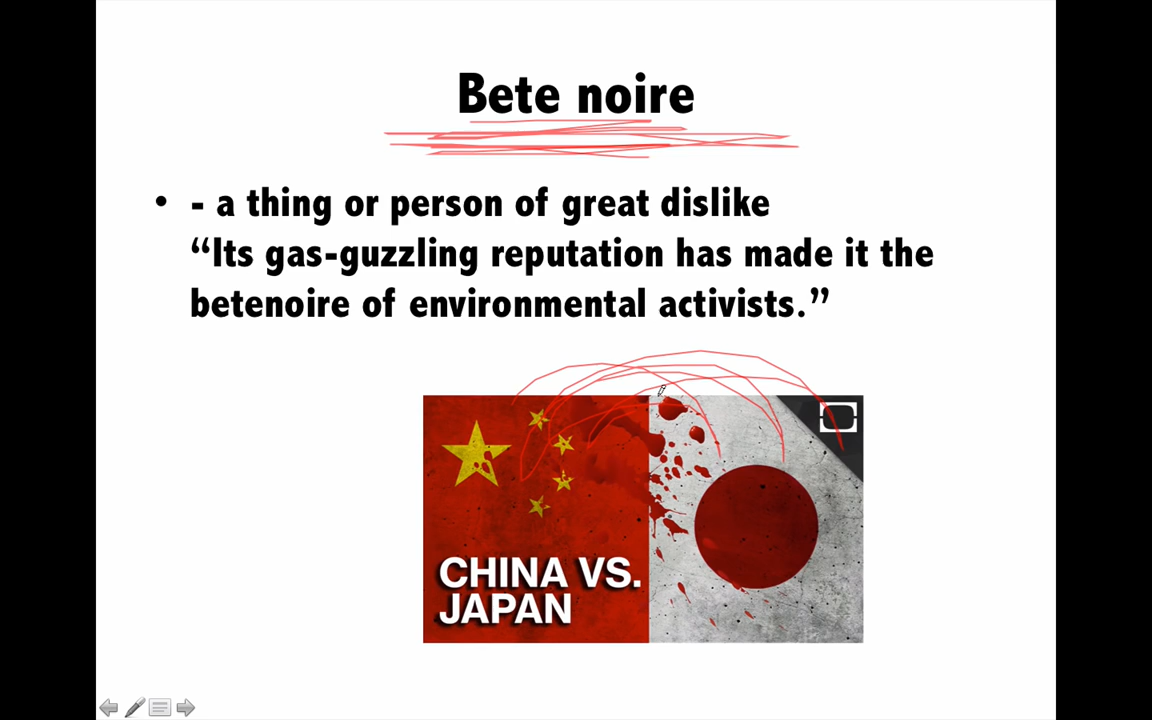 Bete noire
• - a thing or person of great dislike
“Its gas-guzzling reputation has made it the
betenoire of environmental activists.”
CHINA VS.
JAPAN